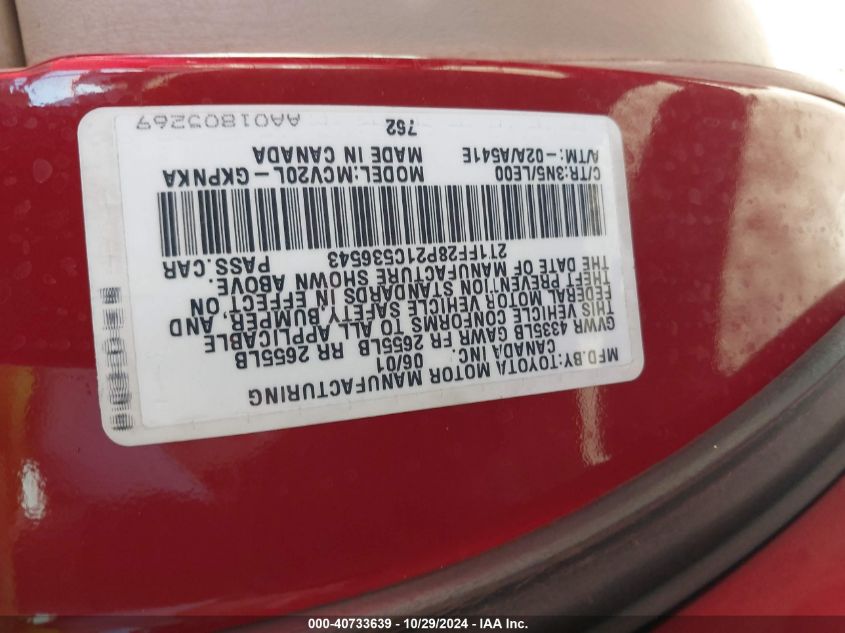 MFD.BY:TOYOTA MOTOR MANUFACTURING
CANADA INC.
06/01
GVWR 4335LB GAWR FR 2655LB RR 2655LB
THIS VEHICLE CONFORMS TO ALL APPLICABLE
FEDERAL MOTOR VEHICLE SAFETY, BUMPER, AND
THEFT PREVENTION STANDARDS IN EFFECT ON
THE DATE OF MANUFACTURE SHOWN ABOVE.
2T1FF28P21C536543 PASS.CAR
C/TR:3N5/LE00 MODEL:MCV20L-GKPNKA
A/TM:-02A/A541E MADE IN CANADA
762
AA01805269
000-40733639 - 10/29/2024 - IAA Inc.